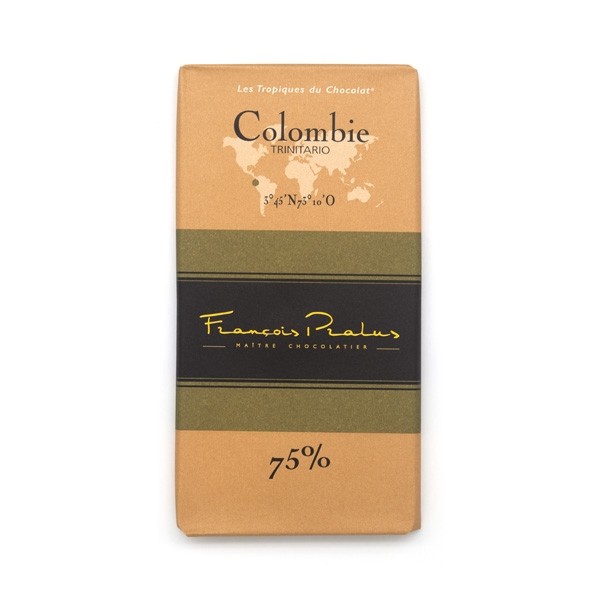 Les Tropiques du Chocolat®
Colombie
TRINITARIO
3°45'N73°10'O
François Pralus
MAÎTRE CHOCOLATIER
75%